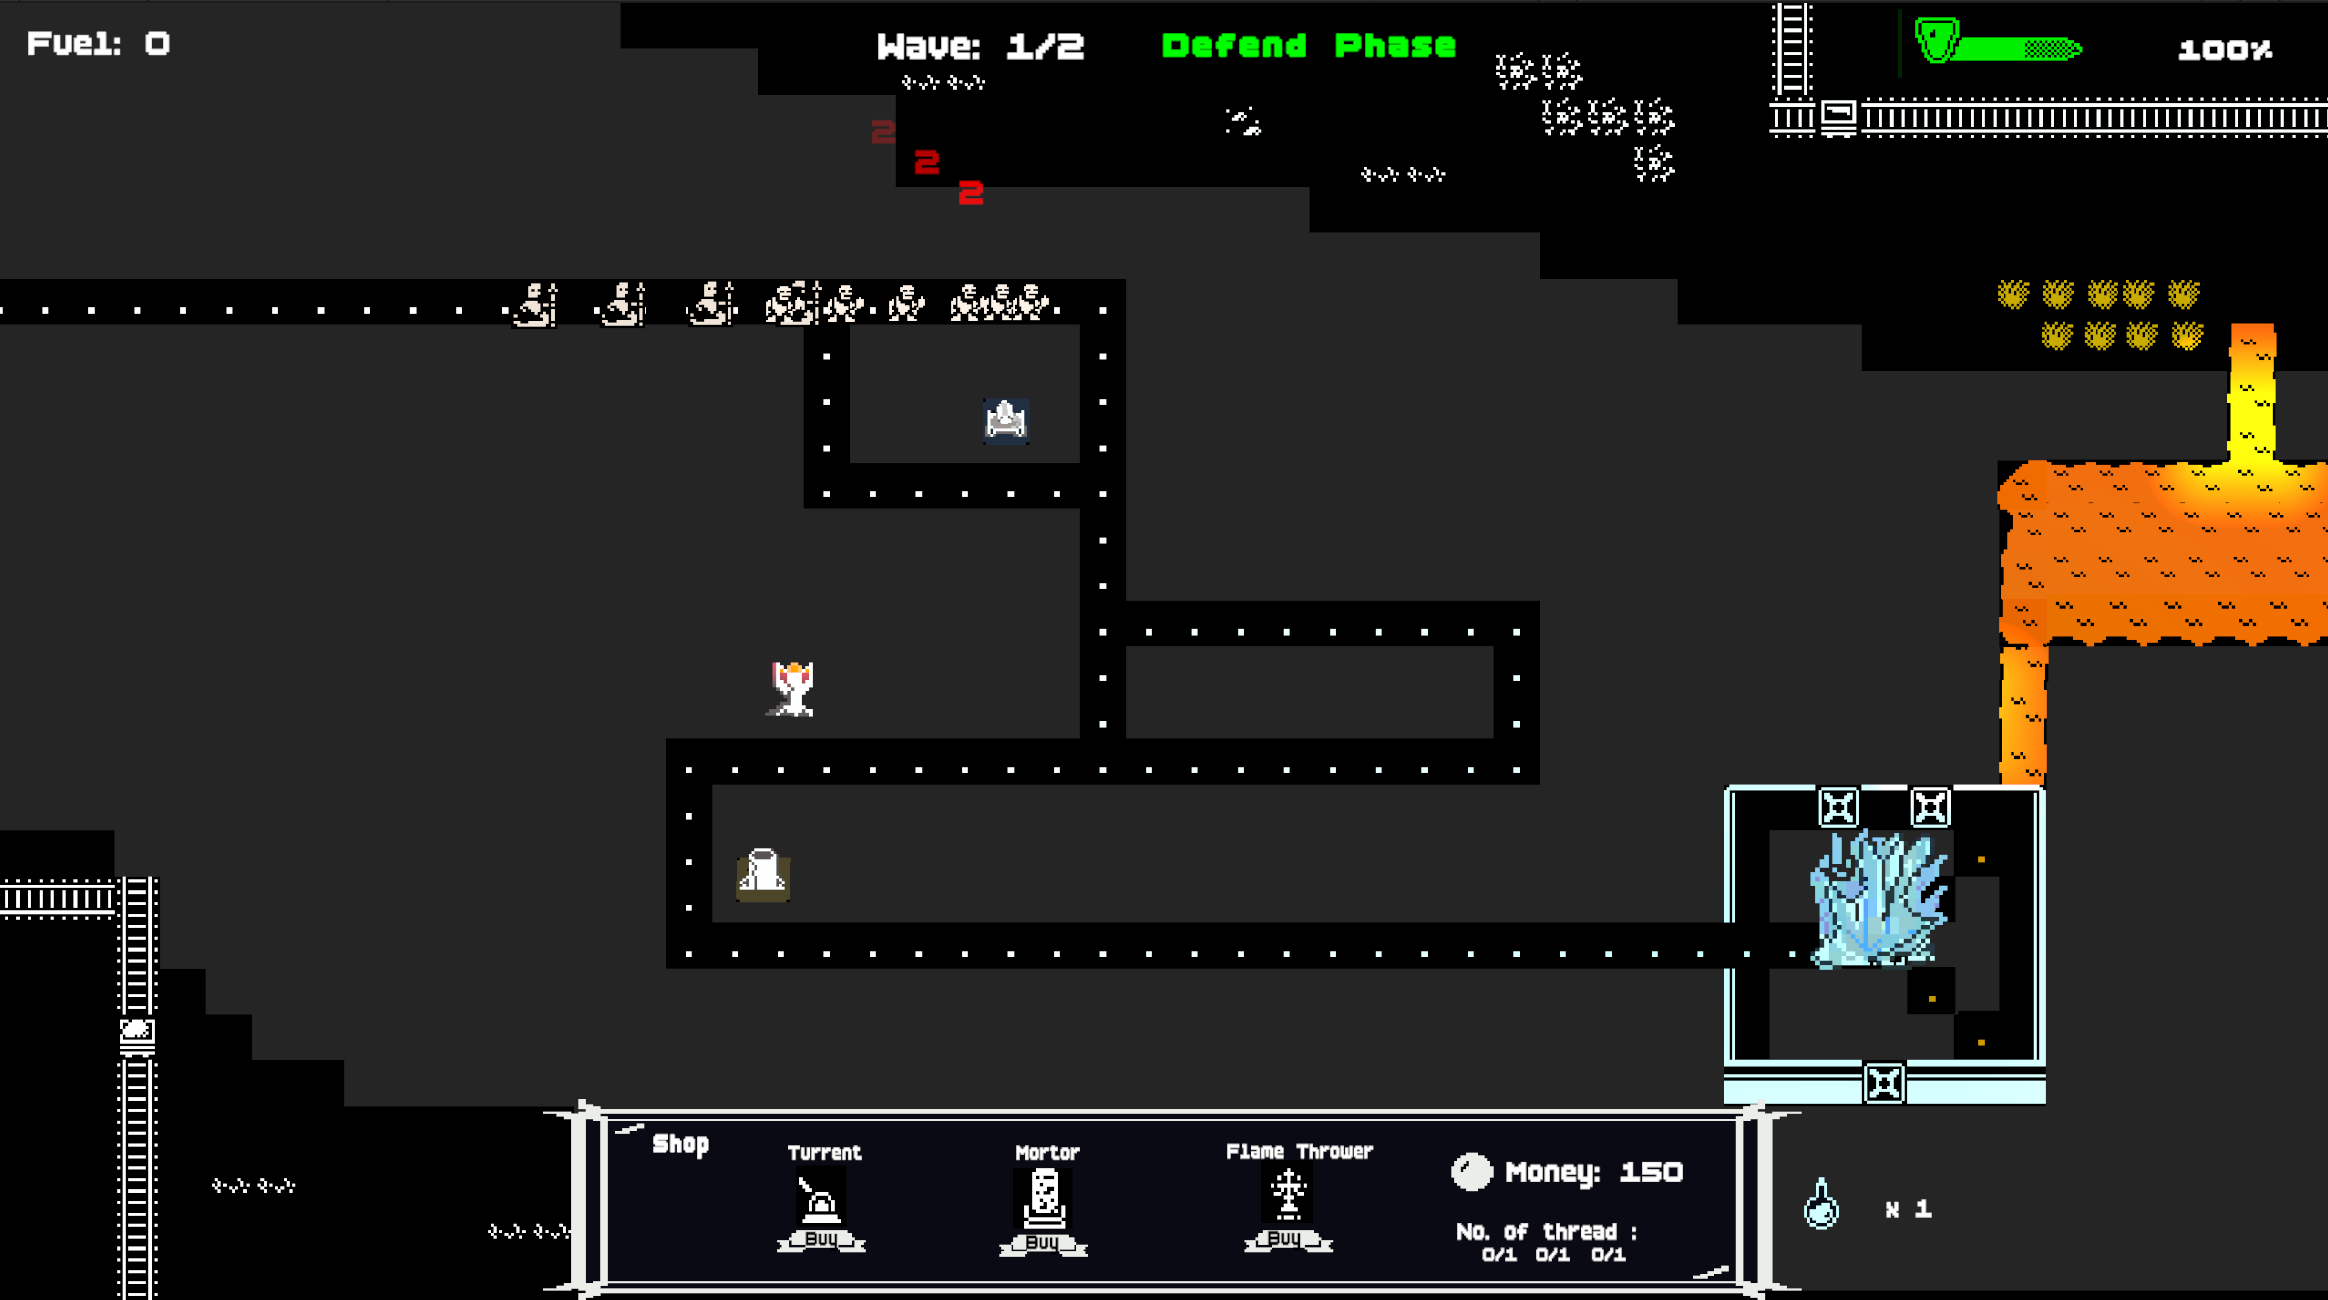 Fuel: 0
Wave: 1/2
Defend Phase
100%
2
2
2
Shop
Turrent
Mortor
Flame Thrower
Buy
Buy
Buy
Money: 150
No. of thread :
0/1 0/1 0/1
x 1